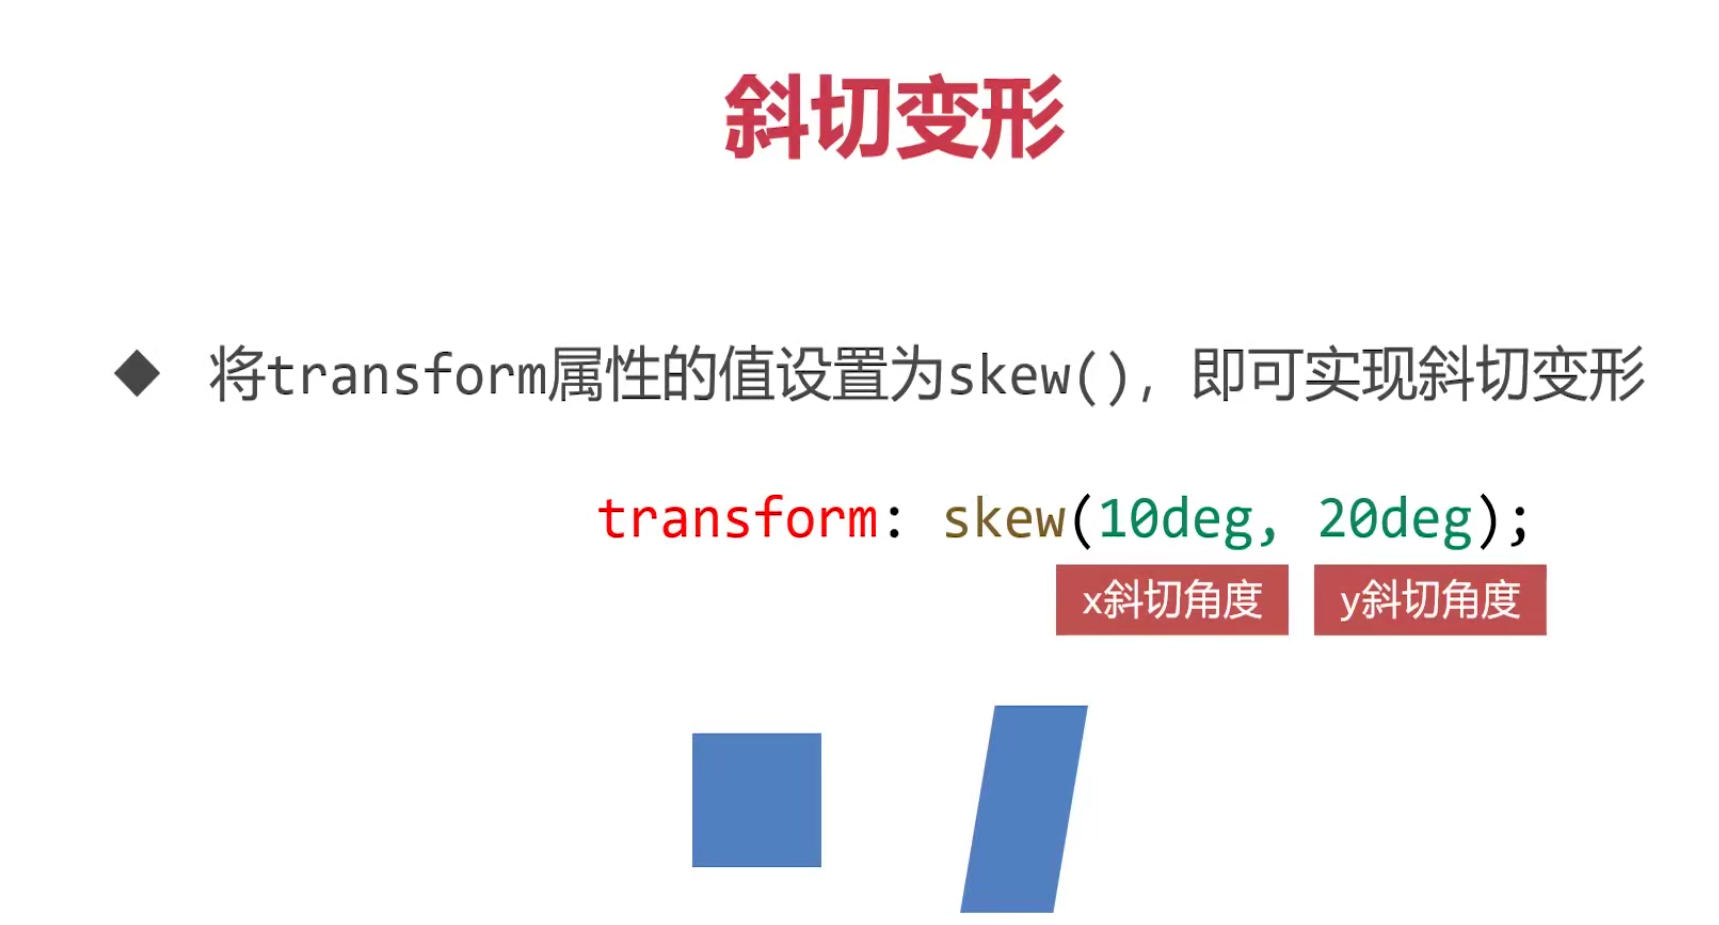 斜切变形
将transform属性的值设置为skew()，即可实现斜切变形
transform: skew(10deg, 20deg);
x斜切角度 y斜切角度